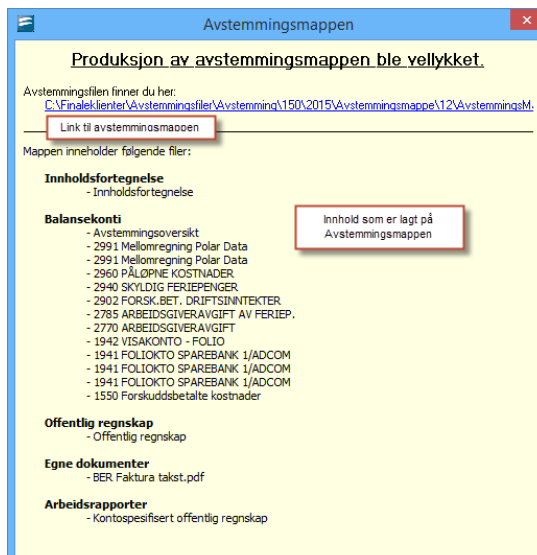 Avstemmingsmappen
Produksjon av avstemmingsmappen ble vellykket.
Avstemmingsfilen finner du her:
C:\Finaleklienter\Avstemmingsfiler\Avstemming\150\2015\Avstemmingsmappe\12\AvstemmingsMa
Link til avstemmingsmappen
Mappen inneholder følgende filer:
Innholdsfortegnelse
- Innholdsfortegnelse
Innhold som er lagt på
Avstemmingsmappen
Balansekonti
- Avstemmingsoversikt
- 2991 Mellomregning Polar Data
- 2991 Mellomregning Polar Data
- 2960 PÅLØPNE KOSTNADER
- 2940 SKYLDIG FERIEPENGER
- 2902 FORSK.BET. DRIFTSINNTEKTER
- 2785 ARBEIDSGIVERAVGIFT AV FERIEP.
- 2770 ARBEIDSGIVERAVGIFT
- 1942 VISAKONTO - FOLIO
- 1941 FOLIOKTO SPAREBANK 1/ADCOM
- 1941 FOLIOKTO SPAREBANK 1/ADCOM
- 1941 FOLIOKTO SPAREBANK 1/ADCOM
- 1550 Forskuddsbetalte kostnader
Offentlig regnskap
- Offentlig regnskap
Egne dokumenter
- BER Faktura takst.pdf
Arbeidsrapporter
- Kontospesifisert offentlig regnskap